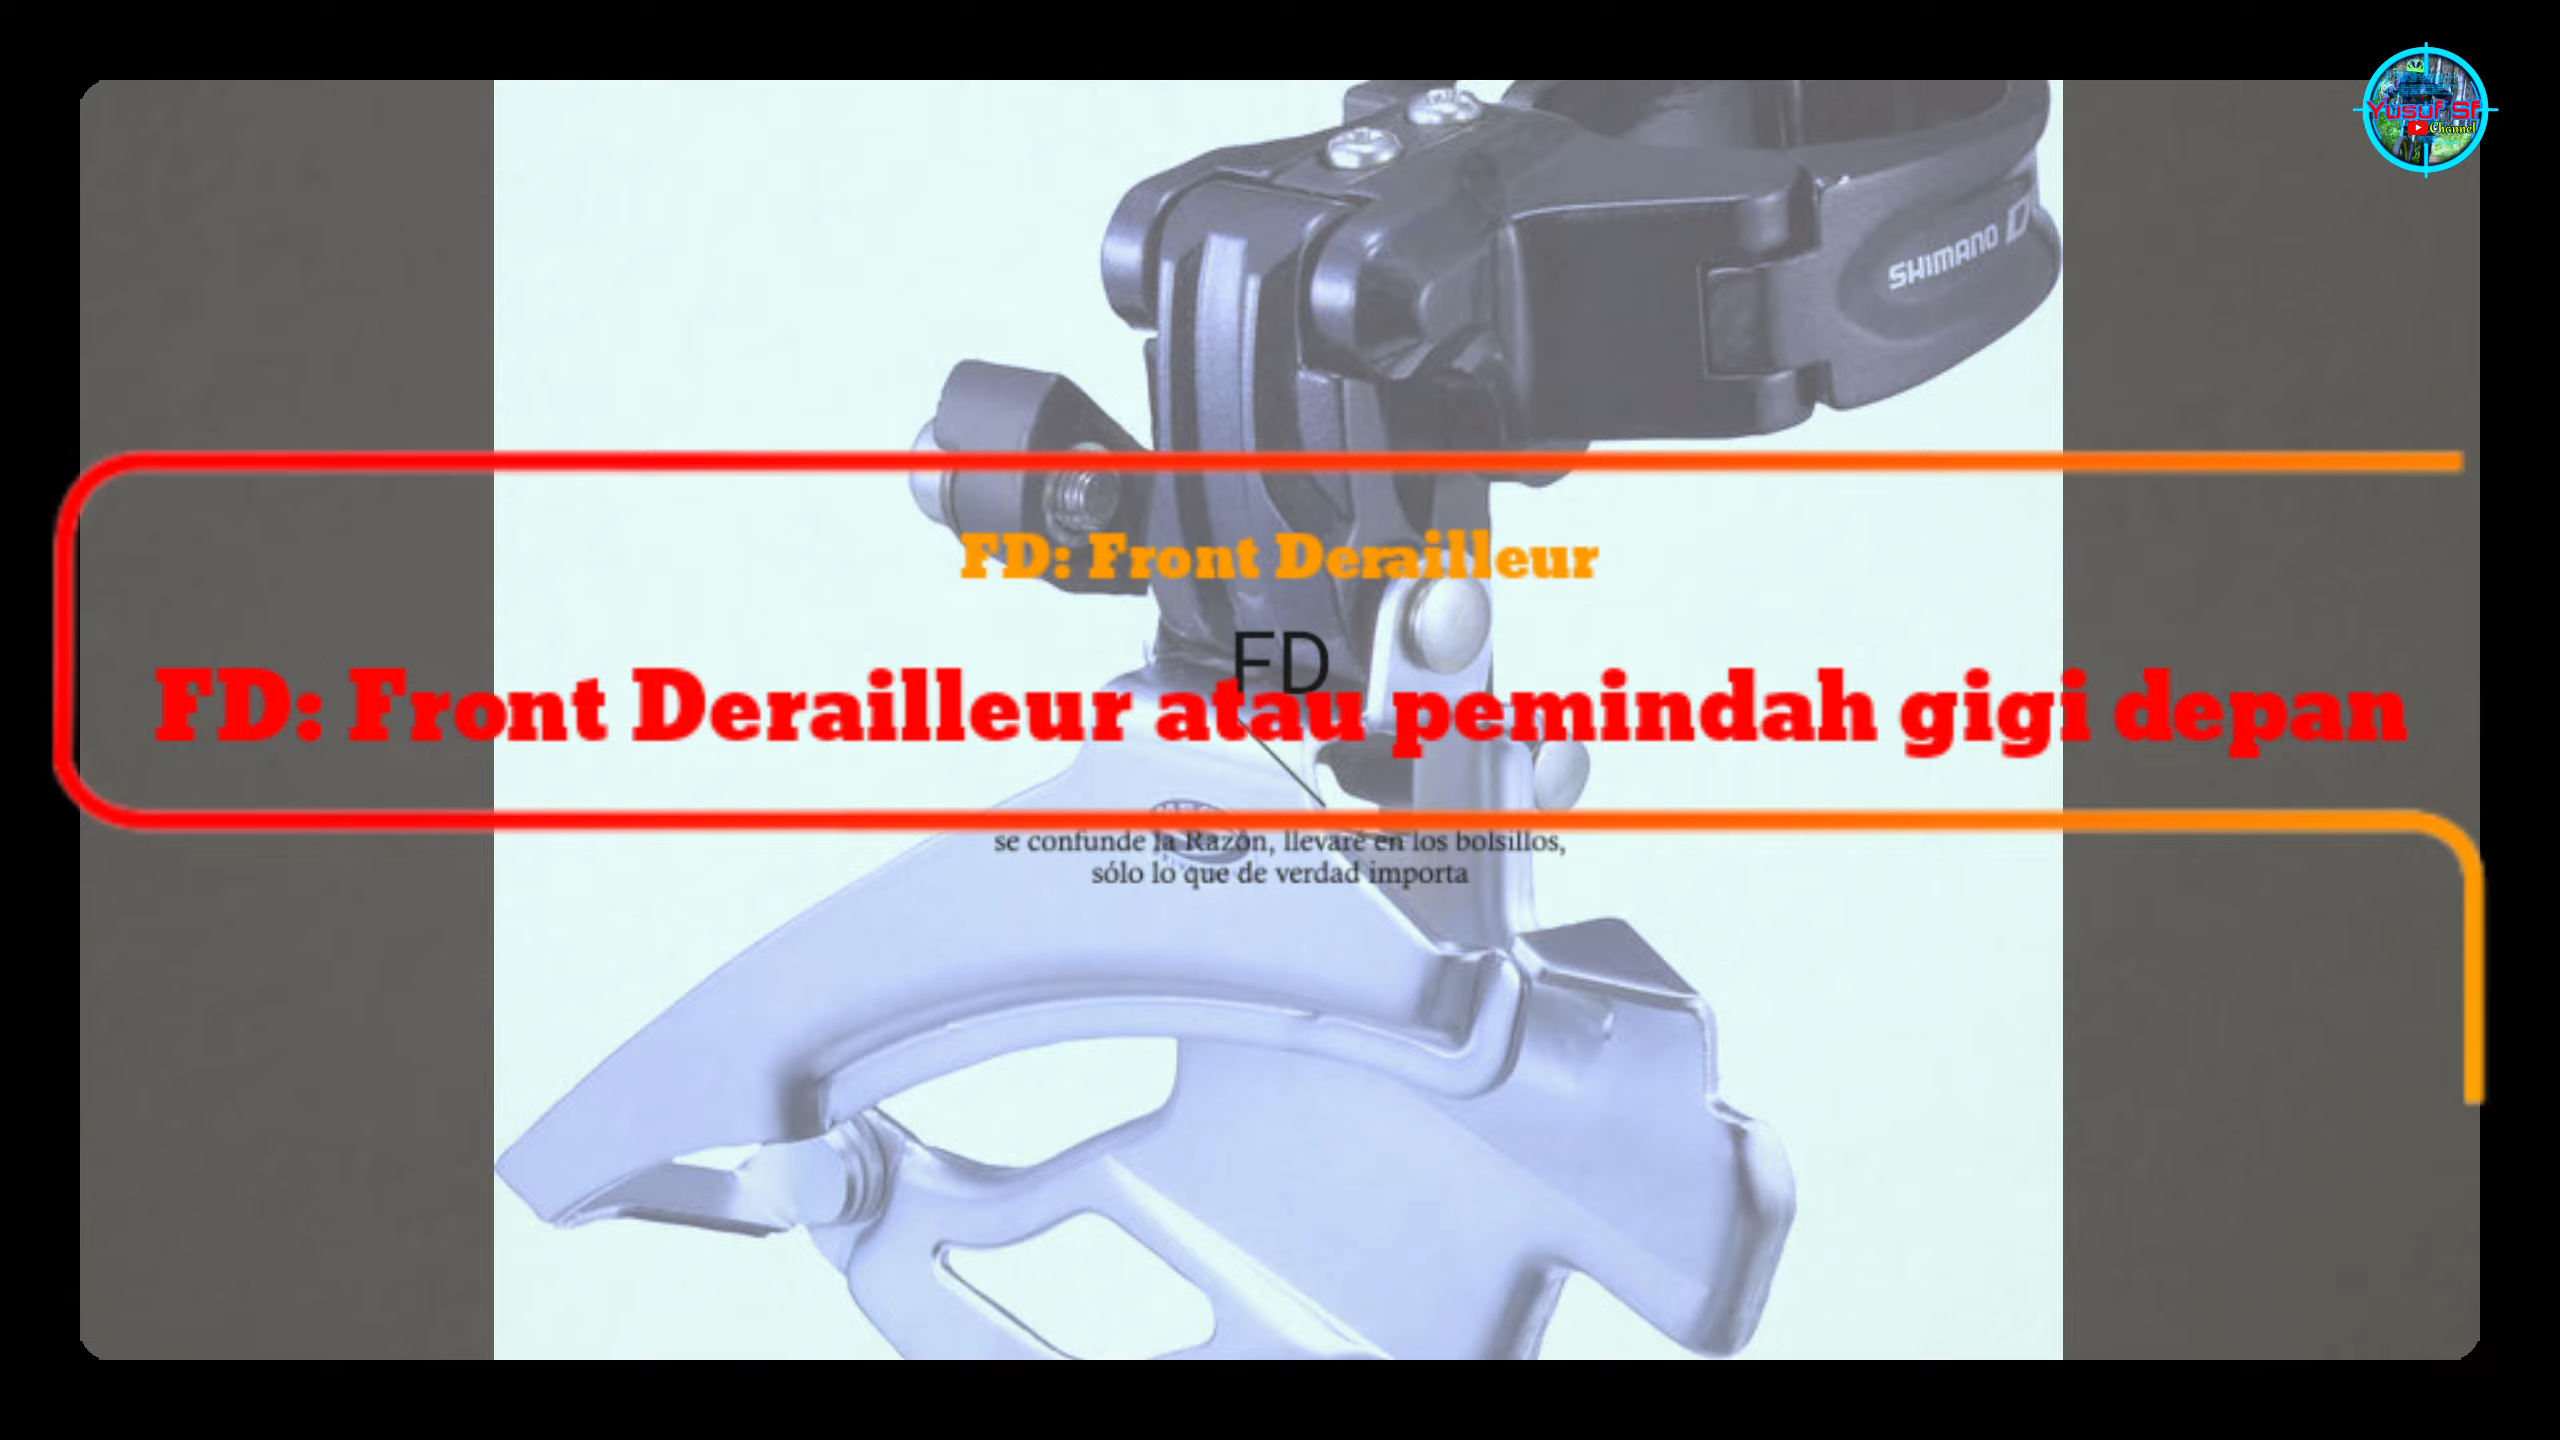 Yusuf Sf
Channel
SHIMANO
FD: Front Derailleur
FD
FD: Front Derailleur atau pemindah gigi depan
se confunde la Razón, llevaré en los bolsillos,
sólo lo que de verdad importa